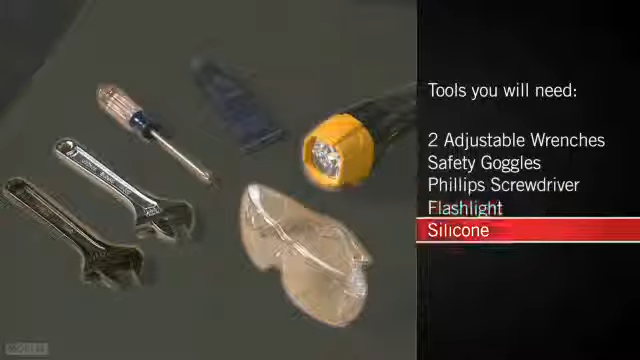 Tools you will need:
2 Adjustable Wrenches
Safety Goggles
Phillips Screwdriver
Flashlight
Silicone